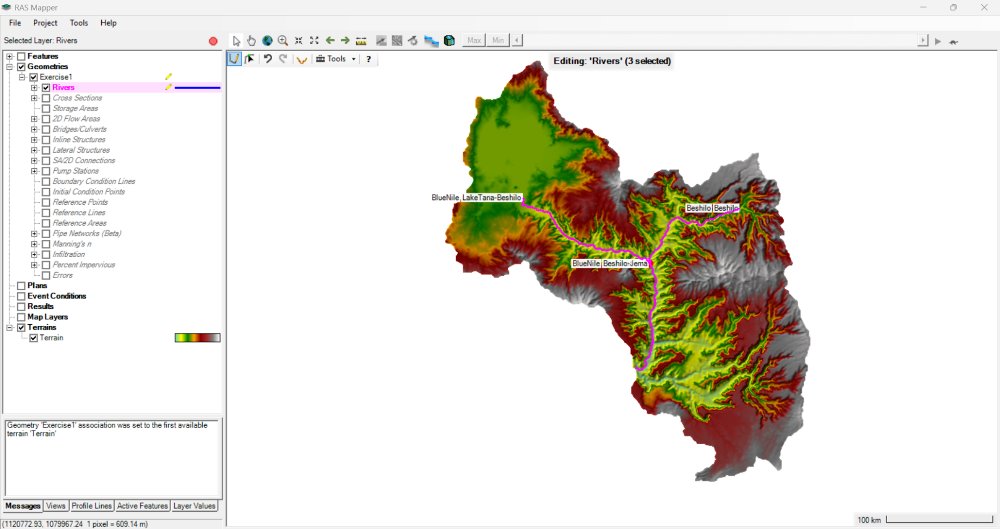 RAS Mapper
File Project Tools Help
Selected Layer: Rivers
Max Min
Features
Geometries
Exercise1
Rivers
Cross Sections
Storage Areas
2D Flow Areas
Bridges/Culverts
Inline Structures
Lateral Structures
SA/2D Connections
Pump Stations
Boundary Condition Lines
Initial Condition Points
Reference Points
Reference Lines
Reference Areas
Pipe Networks (Beta)
Manning's n
Infiltration
Percent Impervious
Errors
Plans
Event Conditions
Results
Map Layers
Terrains
Terrain
Geometry 'Exercise1' association was set to the first available
terrain 'Terrain'
Messages Views Profile Lines Active Features Layer Values
(1120772.93, 1079967.24 1 pixel = 609.14 m)
Tools ?
Editing: 'Rivers' (3 selected)
BlueNile LakeTana-Beshilo
Beshilo Beshilo
BlueNile Beshilo-Jema
100 km